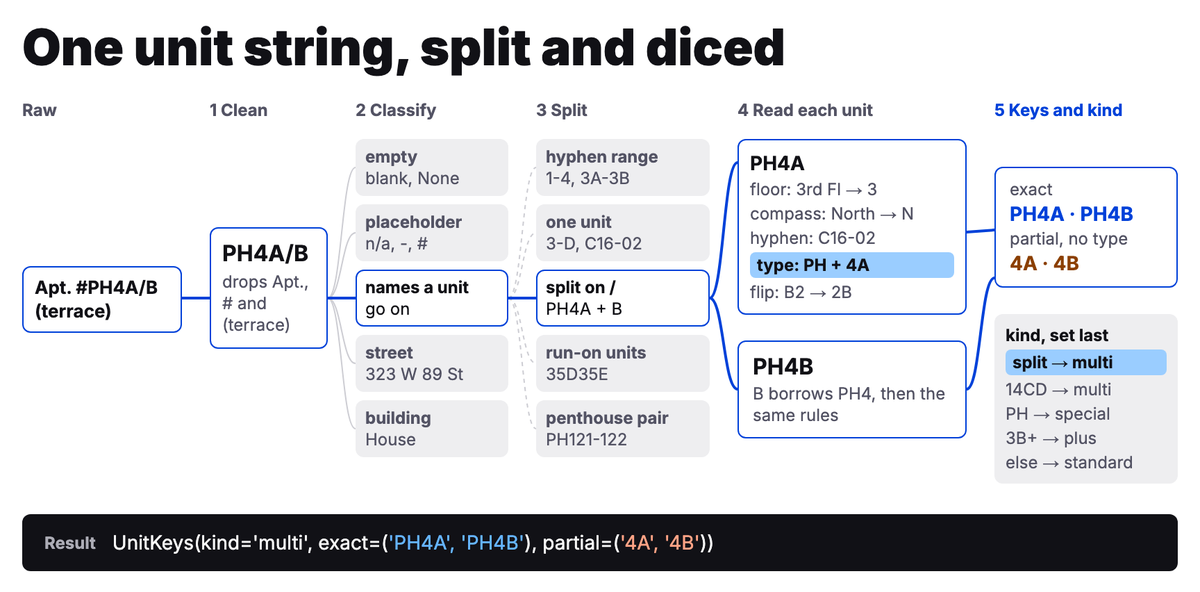 One unit string, split and diced
Raw
1 Clean
2 Classify
3 Split
4 Read each unit
5 Keys and kind
Apt. #PH4A/B
(terrace)
PH4A/B
drops Apt.,
# and
(terrace)
empty
blank, None
placeholder
n/a, -, #
names a unit
go on
street
323 W 89 St
building
House
hyphen range
1-4, 3A-3B
one unit
3-D, C16-02
split on /
PH4A + B
run-on units
35D35E
penthouse pair
PH121-122
PH4A
floor: 3rd Fl → 3
compass: North → N
hyphen: C16-02
type: PH + 4A
flip: B2 → 2B
PH4B
B borrows PH4, then the
same rules
exact
PH4A · PH4B
partial, no type
4A · 4B
kind, set last
split → multi
14CD → multi
PH → special
3B+ → plus
else → standard
Result UnitKeys(kind='multi', exact=('PH4A', 'PH4B'), partial=('4A', '4B'))